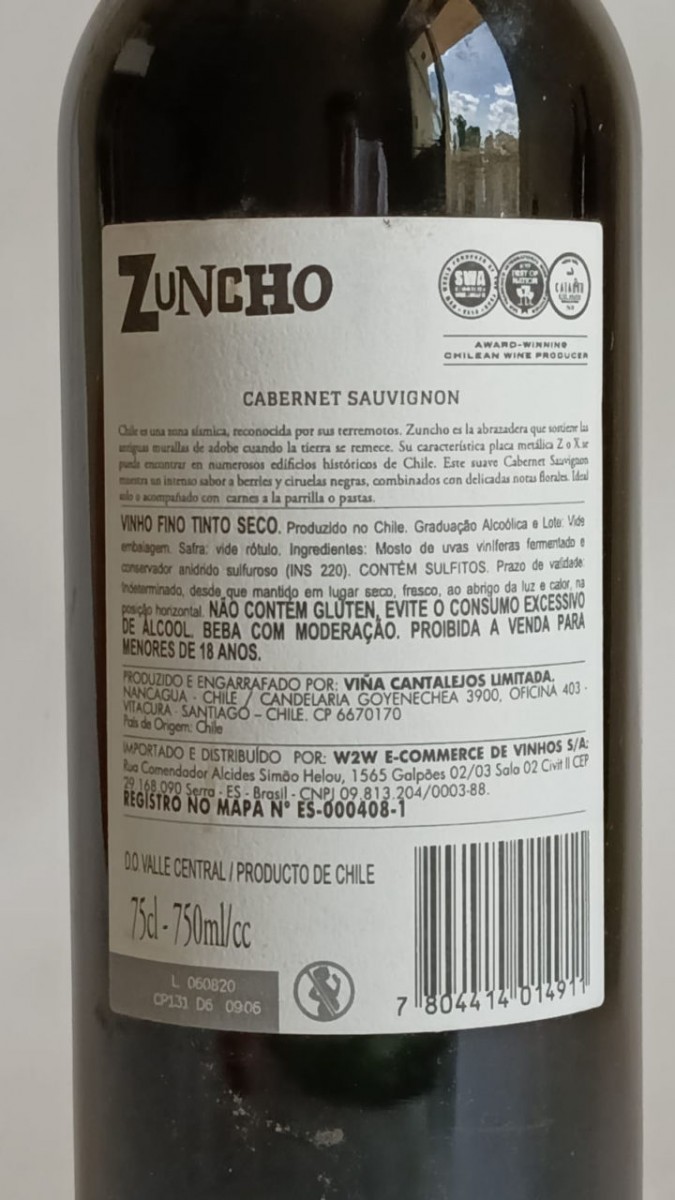 ZUNCHO
SWA
AWARD-WINNING
CHILEAN WINE PRODUCER
CABERNET SAUVIGNON
Chile es una zona sísmica, reconocida por sus terremotos. Zuncho es la abrazadera que sostiene las
antiguas murallas de adobe cuando la tierra se remece. Su característica placa metálica Z o X se
puede encontrar en numerosos edificios históricos de Chile. Este suave Cabernet Sauvignon
muestra un intenso sabor a berries y ciruelas negras, combinados con delicadas notas florales. Ideal
solo o acompañado con carnes a la parrilla o pastas.
VINHO FINO TINTO SECO. Produzido no Chile. Graduação Alcoólica e Lote: Vide
embalagem. Safra: vide rótulo. Ingredientes: Mosto de uvas viníferas fermentado e
conservador anidrido sulfuroso (INS 220). CONTÉM SULFITOS. Prazo de validade:
Indeterminado, desde que mantido em lugar seco, fresco, ao abrigo da luz e calor, na
posição horizontal. NÃO CONTÉM GLÚTEN, EVITE O CONSUMO EXCESSIVO
DE ÁLCOOL. BEBA COM MODERAÇÃO. PROIBIDA A VENDA PARA
MENORES DE 18 ANOS.
PRODUZIDO E ENGARRAFADO POR: VIÑA CANTALEJOS LIMITADA.
NANCAGUA - CHILE / CANDELARIA GOYENECHEA 3900, OFICINA 403 -
VITACURA - SANTIAGO – CHILE. CP 6670170
País de Origem: Chile
IMPORTADO E DISTRIBUÍDO POR: W2W E-COMMERCE DE VINHOS S/A:
Rua Comendador Alcides Simão Helou, 1565 Galpões 02/03 Sala 02 Civit II CEP
29.168.090 Serra - ES - Brasil - CNPJ 09.813.204/0003-88.
REGISTRO NO MAPA N° ES-000408-1
D.O. VALLE CENTRAL / PRODUCTO DE CHILE
75cl - 750ml/cc
L 060820
CP131 D6 0906
7 804414 014911